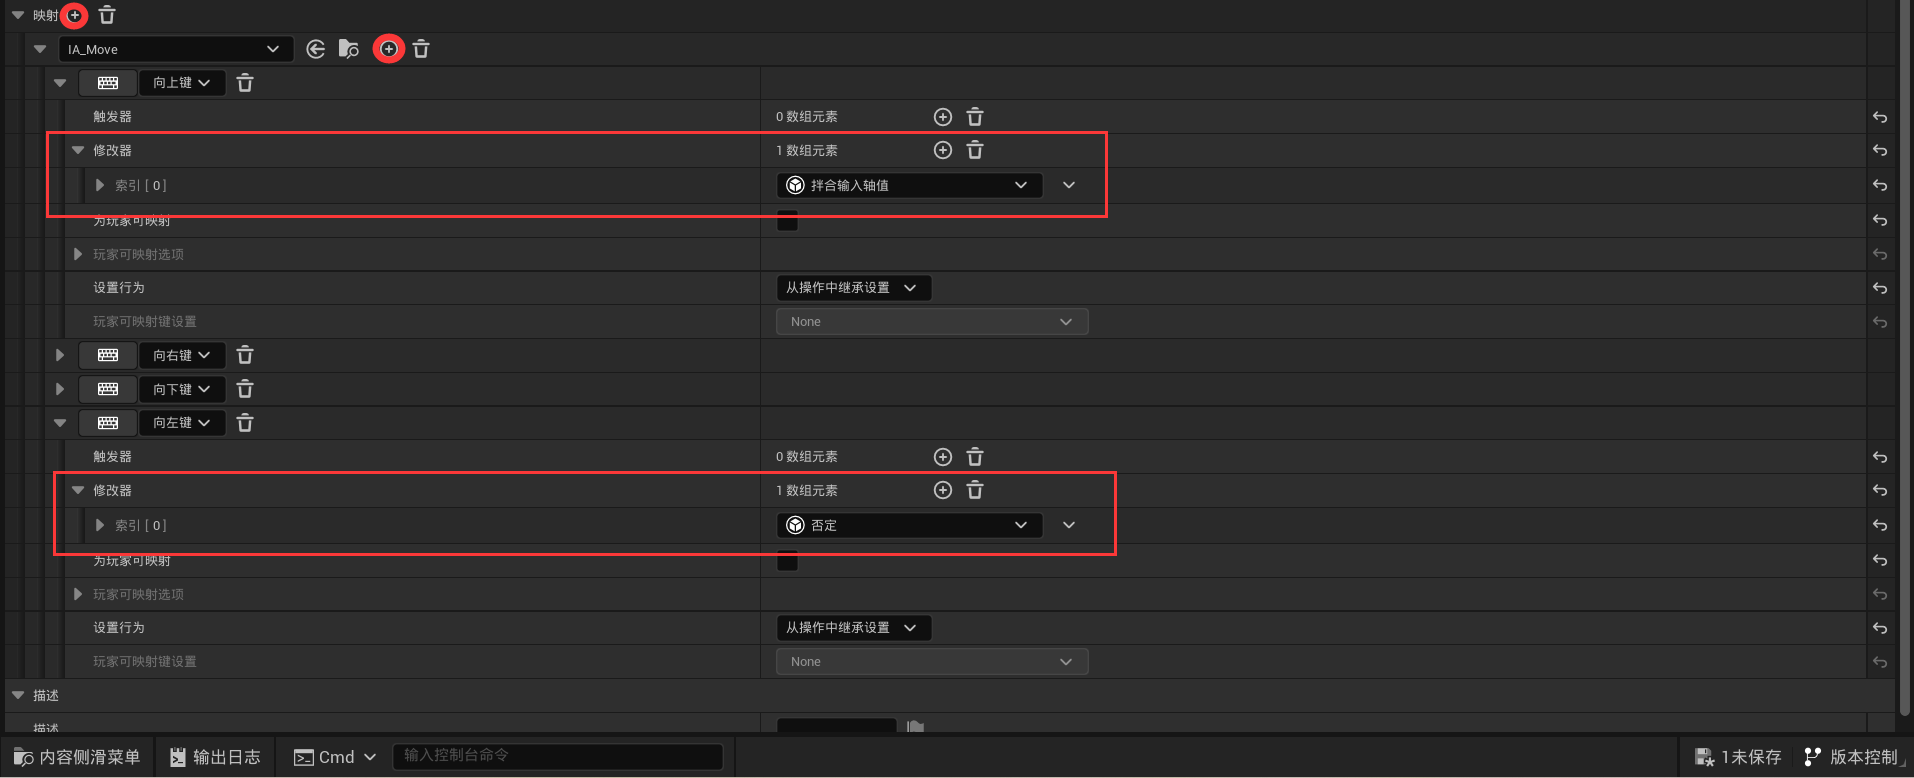 映射
IA_Move
向上键
触发器 0 数组元素
修改器 1 数组元素
索引 [ 0 ] 拌合输入轴值
为玩家可映射
玩家可映射选项
设置行为 从操作中继承设置
玩家可映射键设置 None
向右键
向下键
向左键
触发器 0 数组元素
修改器 1 数组元素
索引 [ 0 ] 否定
为玩家可映射
玩家可映射选项
设置行为 从操作中继承设置
玩家可映射键设置 None
描述
描述
内容侧滑菜单 输出日志 Cmd 输入控制台命令 1未保存 版本控制